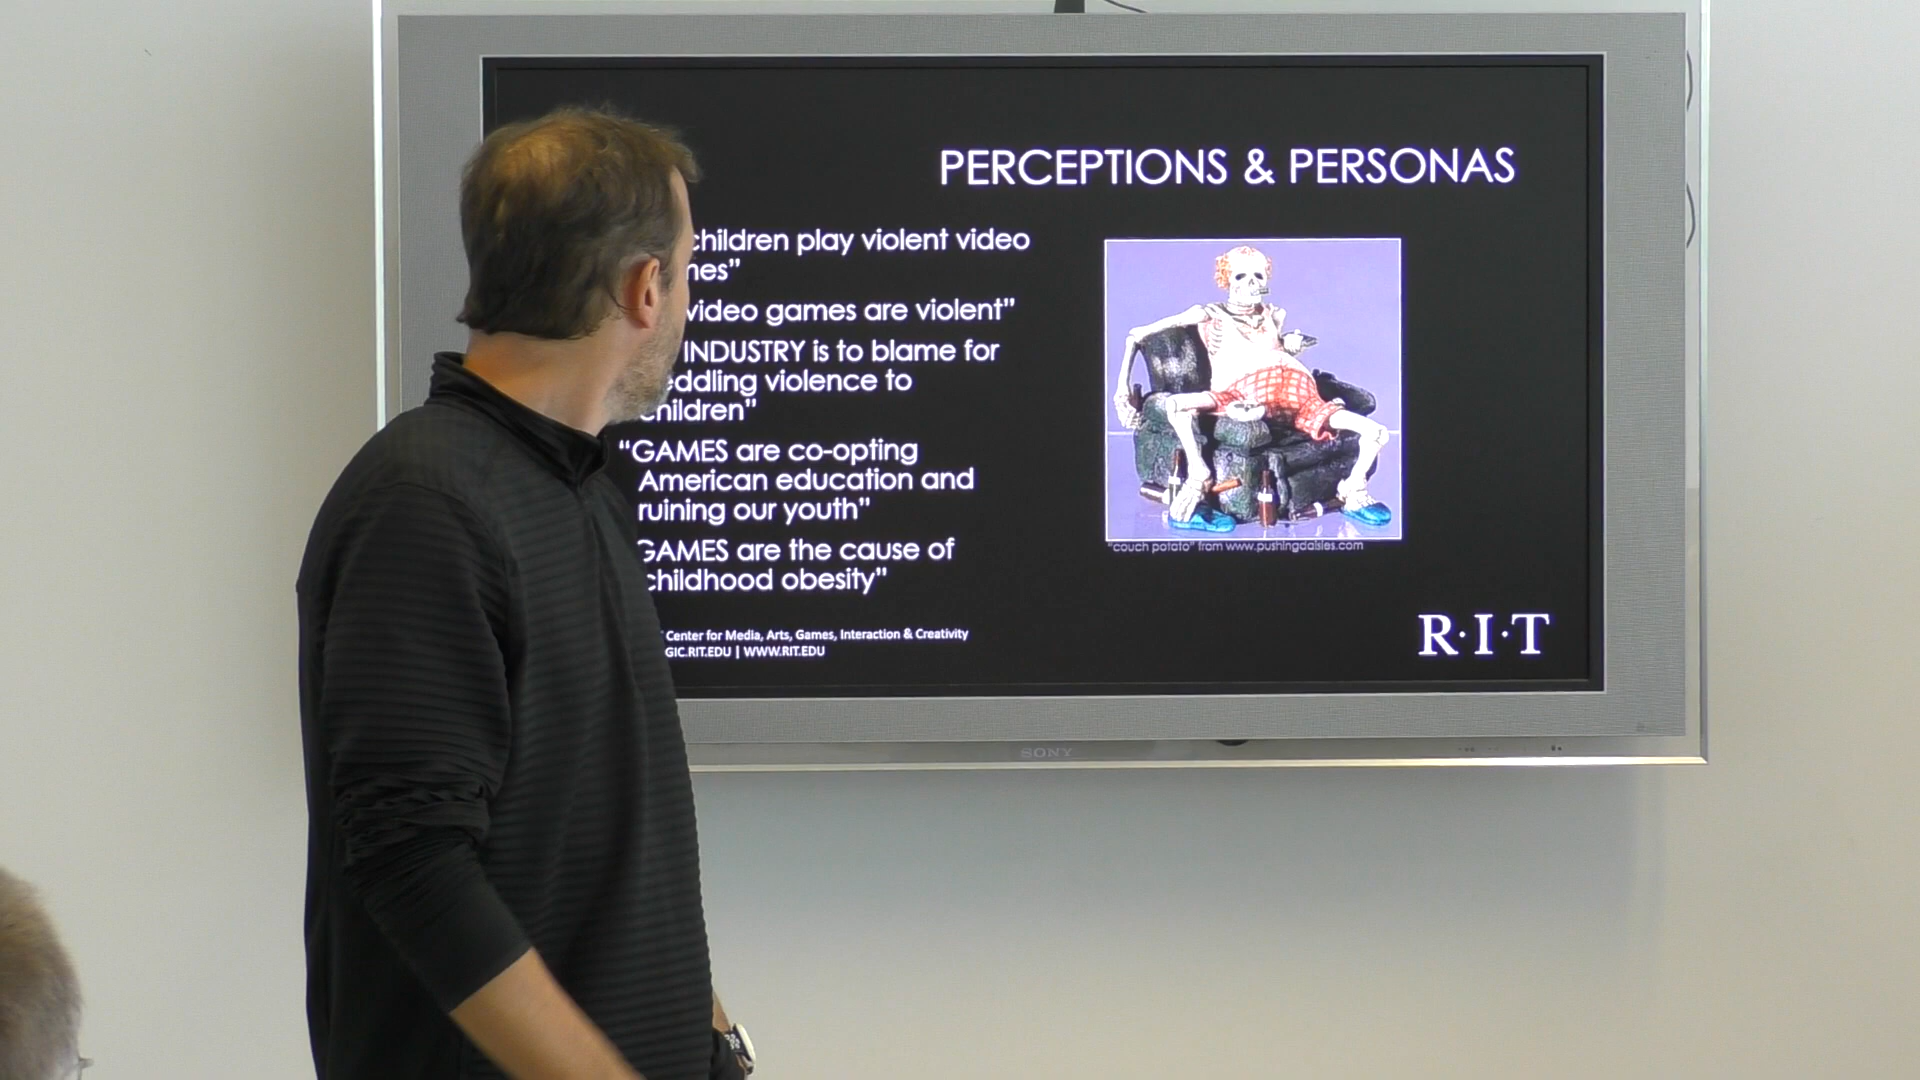 PERCEPTIONS & PERSONAS
children play violent video
video games are violent”
INDUSTRY is to blame for
violence to
children”
“GAMES are co-opting
American education and
ruining our youth”
GAMES are the cause of
childhood obesity”
"couch potato" from www.pushingdaisies.com
Center for Media, Arts, Games, Interaction & Creativity
GIC.RIT.EDU | WWW.RIT.EDU
R·I·T
SONY